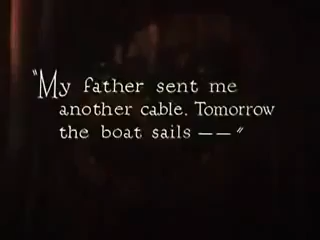 "My father sent me
another cable. Tomorrow
the boat sails — — "